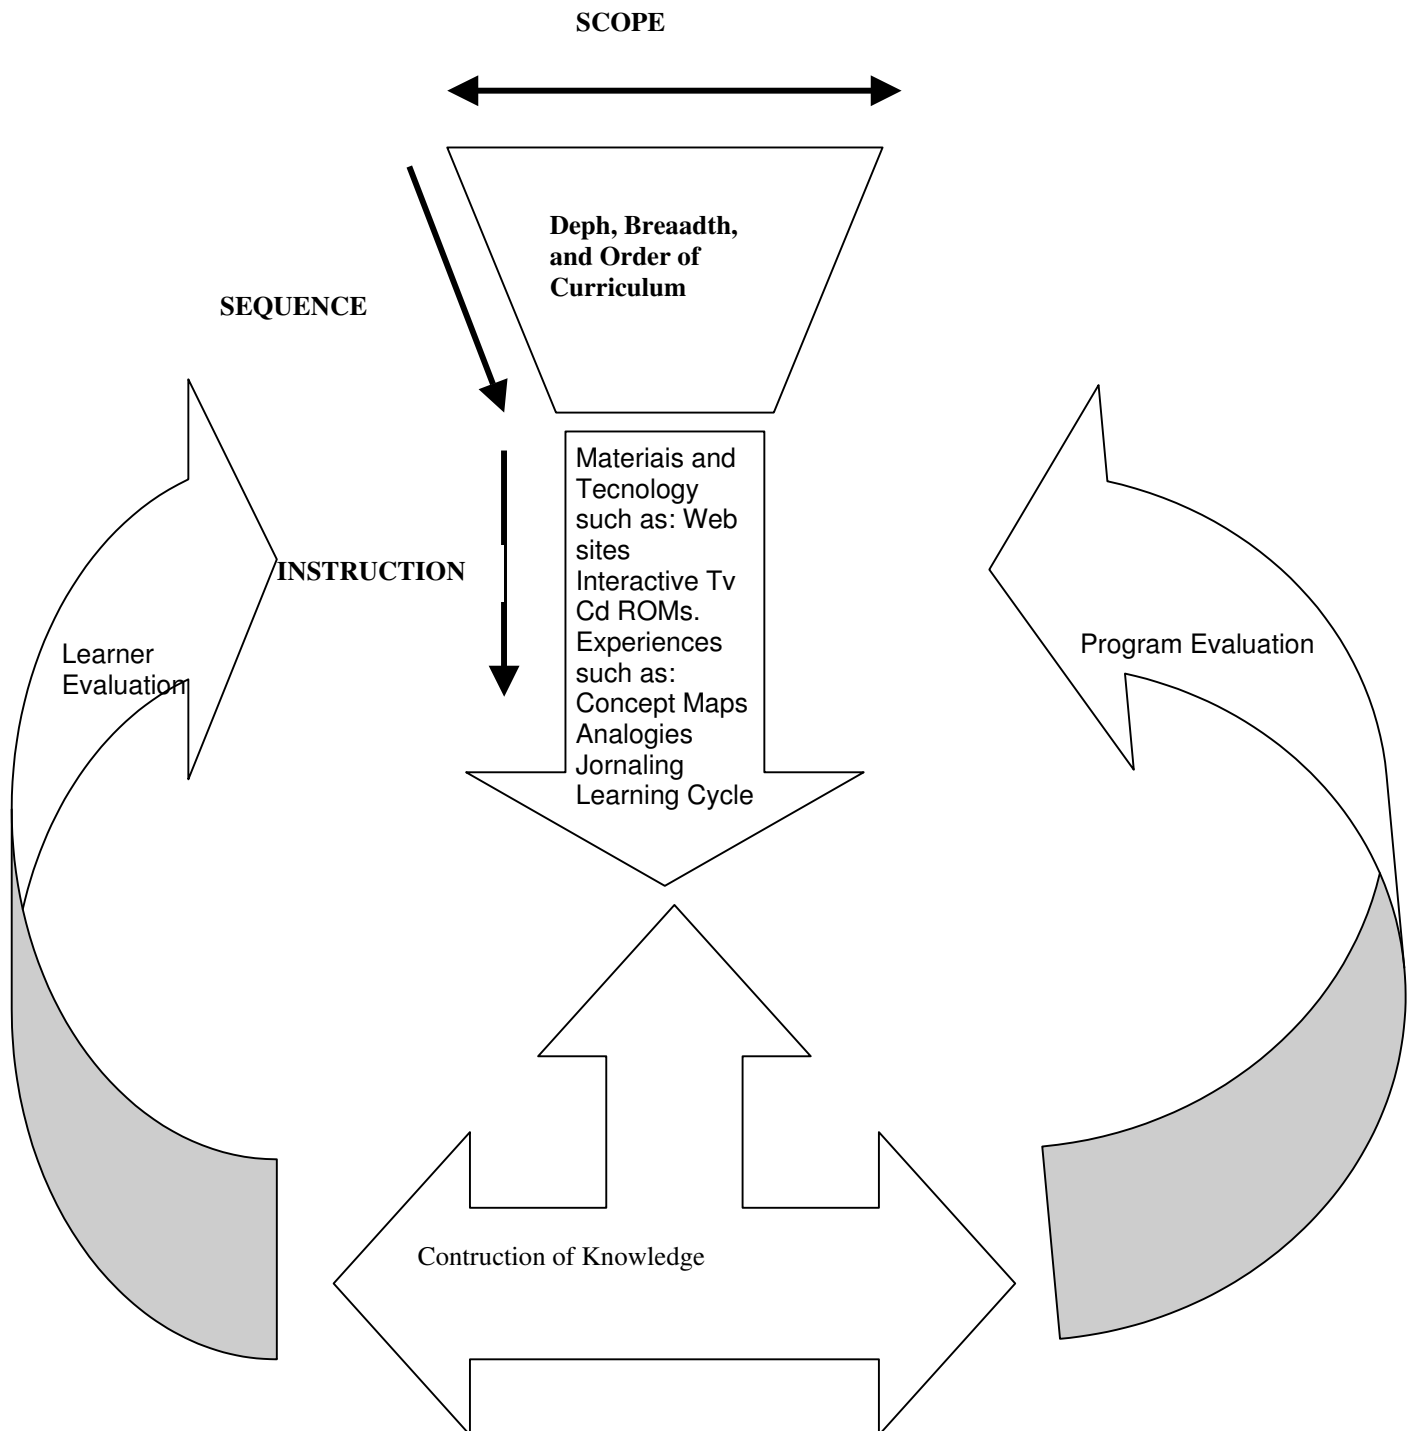 SCOPE
Deph, Breaadth,
and Order of
Curriculum
SEQUENCE
Materiais and
Tecnology
such as: Web
sites
Interactive Tv
Cd ROMs.
Experiences
such as:
Concept Maps
Analogies
Jornaling
Learning Cycle
INSTRUCTION
Learner
Evaluation
Program Evaluation
Contruction of Knowledge